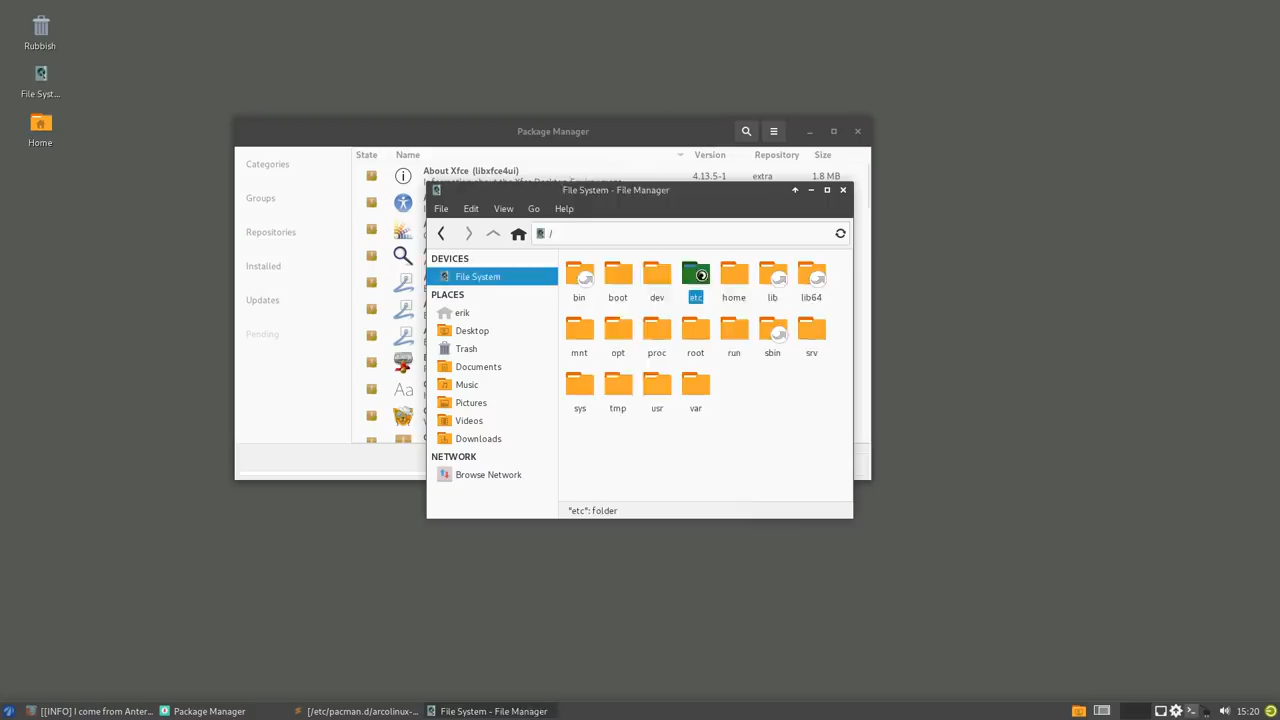 Rubbish
File Syst...
Home
Package Manager
Categories
Groups
Repositories
Installed
Updates
Pending
State Name Version Repository Size
About Xfce (libxfce4ui)
4.13.5-1 extra 1.8 MB
File System - File Manager
File Edit View Go Help
/
DEVICES
File System
PLACES
erik
Desktop
Trash
Documents
Music
Pictures
Videos
Downloads
NETWORK
Browse Network
bin boot dev etc home lib lib64
mnt opt proc root run sbin srv
sys tmp usr var
"etc": folder
[[INFO] I come from Anter... Package Manager [/etc/pacman.d/arcolinux-... File System - File Manager 15:20